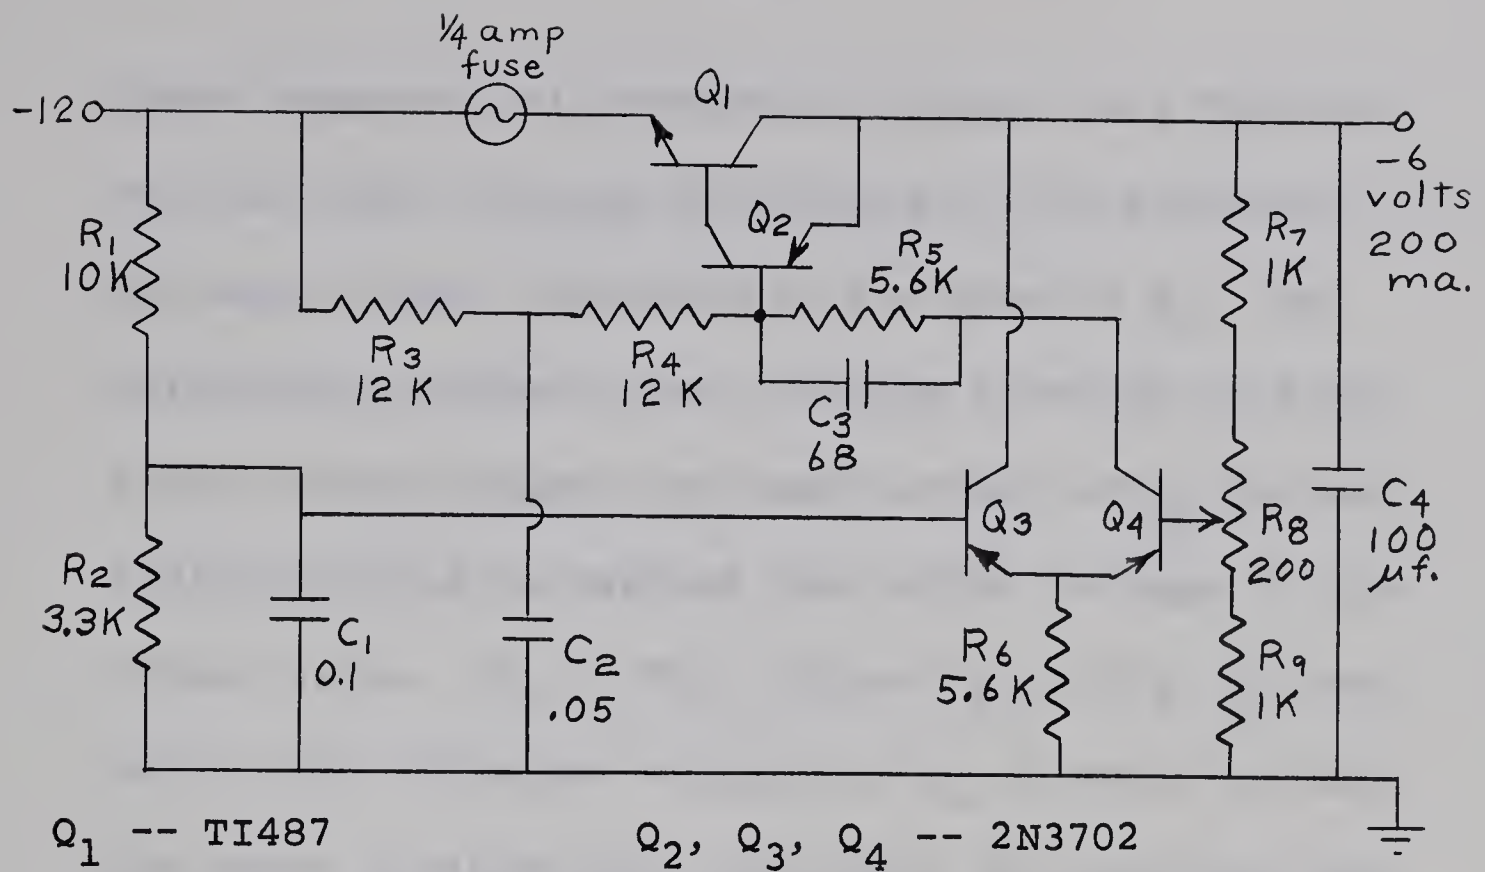 1/4 amp
fuse
Q1
-12
-6
volts
200
ma.
R1
10K
Q2
R5
5.6K
R7
1K
R3
12 K
R4
12 K
C3
68
Q3
Q4
R8
200
C4
100
μf.
R2
3.3K
C1
0.1
C2
.05
R6
5.6K
R9
1K
Q1 -- TI487
Q2, Q3, Q4 -- 2N3702